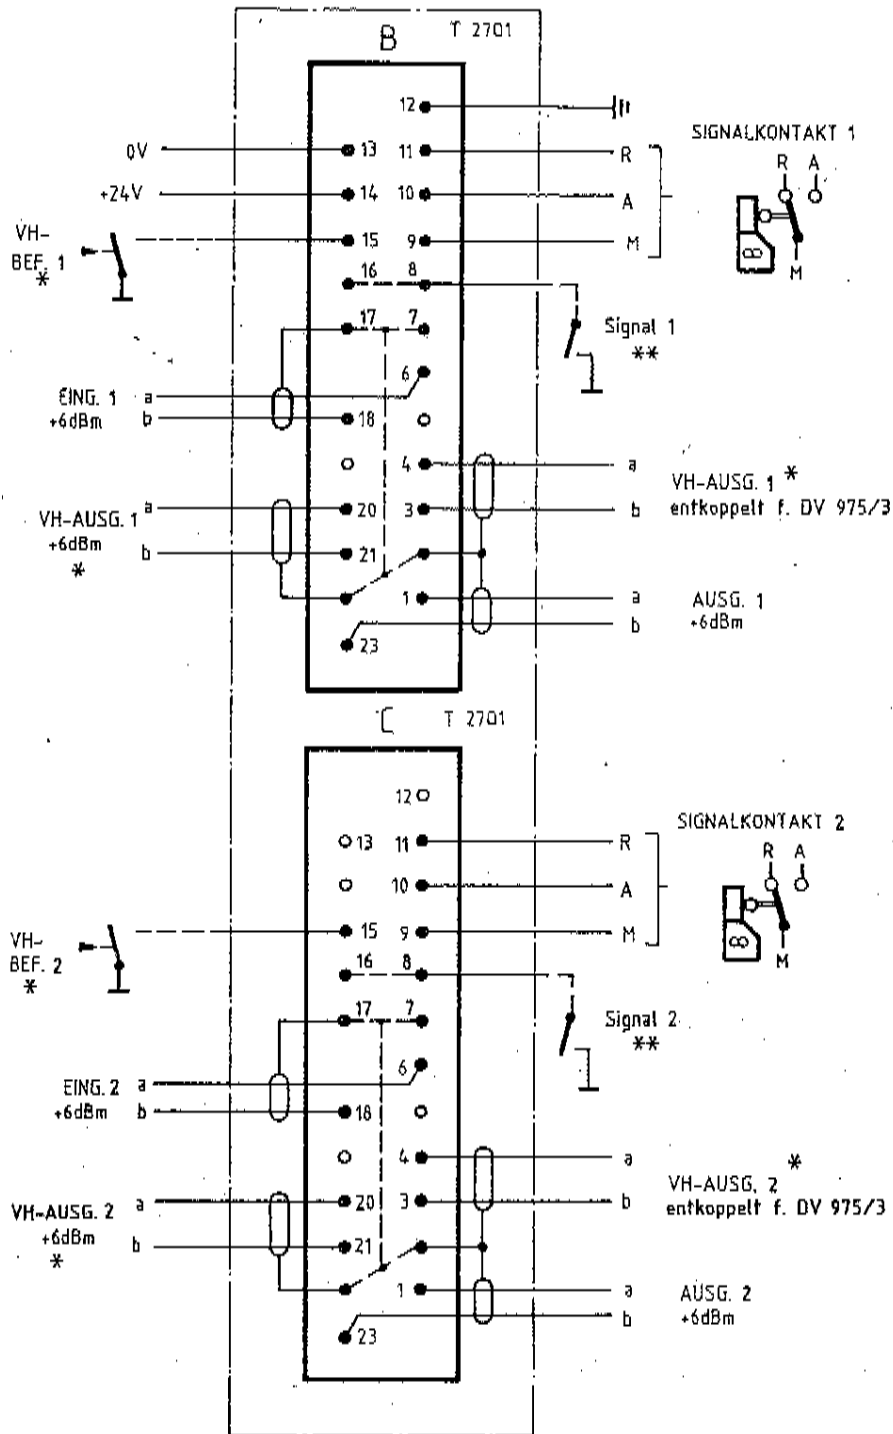 B T 2701
12
SIGNALKONTAKT 1
0V 13 11 R R A
+24V 14 10 A
VH-
BEF. 1
*
15 9 M M
16 8
17 7 Signal 1
**
6
EING. 1 a
+6dBm b 18
4 a
VH-AUSG. 1 *
entkoppelt f. DV 975/3
VH-AUSG. 1 a 20 3 b
+6dBm b 21
*
1 a AUSG. 1
b +6dBm
23
C T 2701
12
SIGNALKONTAKT 2
13 11 R R A
10 A
VH-
BEF. 2
*
15 9 M M
16 8
17 7 Signal 2
**
6
EING. 2 a
+6dBm b 18
4 a *
VH-AUSG. 2
entkoppelt f. DV 975/3
VH-AUSG. 2 a 20 3 b
+6dBm b 21
*
1 a AUSG. 2
b +6dBm
23